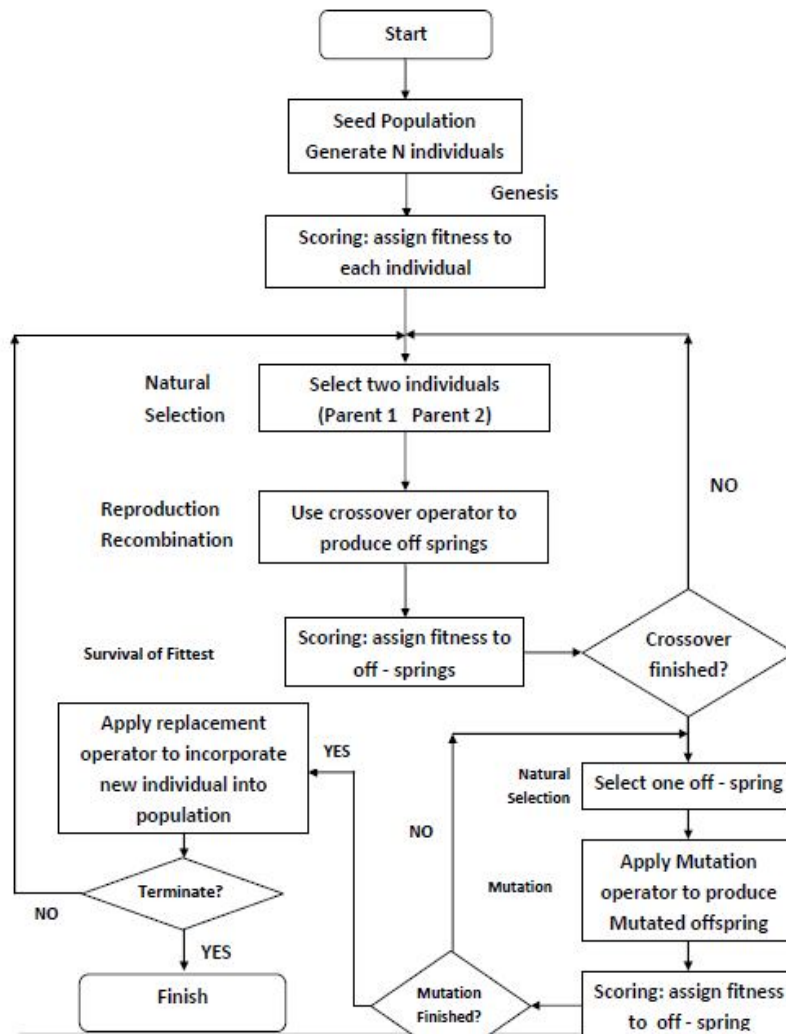 Start
Seed Population
Generate N individuals
Genesis
Scoring: assign fitness to
each individual
Natural
Selection
Select two individuals
(Parent 1 Parent 2)
NO
Reproduction
Recombination
Use crossover operator to
produce off springs
Survival of Fittest
Scoring: assign fitness to
off - springs
Crossover
finished?
Apply replacement
operator to incorporate
new individual into
population
YES
Natural
Selection
Select one off - spring
NO
Mutation
Apply Mutation
operator to produce
Mutated offspring
Terminate?
NO
YES
Finish
Mutation
Finished?
Scoring: assign fitness
to off - spring